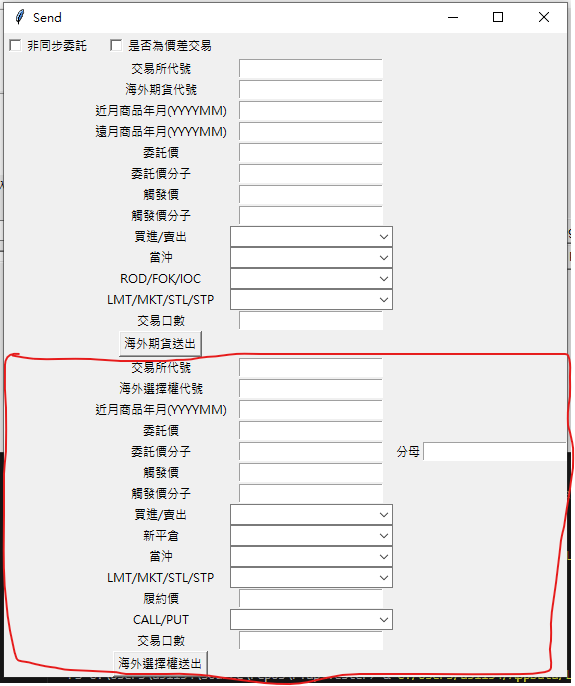 Send
非同步委託 是否為價差交易
交易所代號
海外期貨代號
近月商品年月(YYYYMM)
遠月商品年月(YYYYMM)
委託價
委託價分子
觸發價
觸發價分子
買進/賣出
當沖
ROD/FOK/IOC
LMT/MKT/STL/STP
交易口數
海外期貨送出
交易所代號
海外選擇權代號
近月商品年月(YYYYMM)
委託價
委託價分子 分母
觸發價
觸發價分子
買進/賣出
新平倉
當沖
LMT/MKT/STL/STP
履約價
CALL/PUT
交易口數
海外選擇權送出